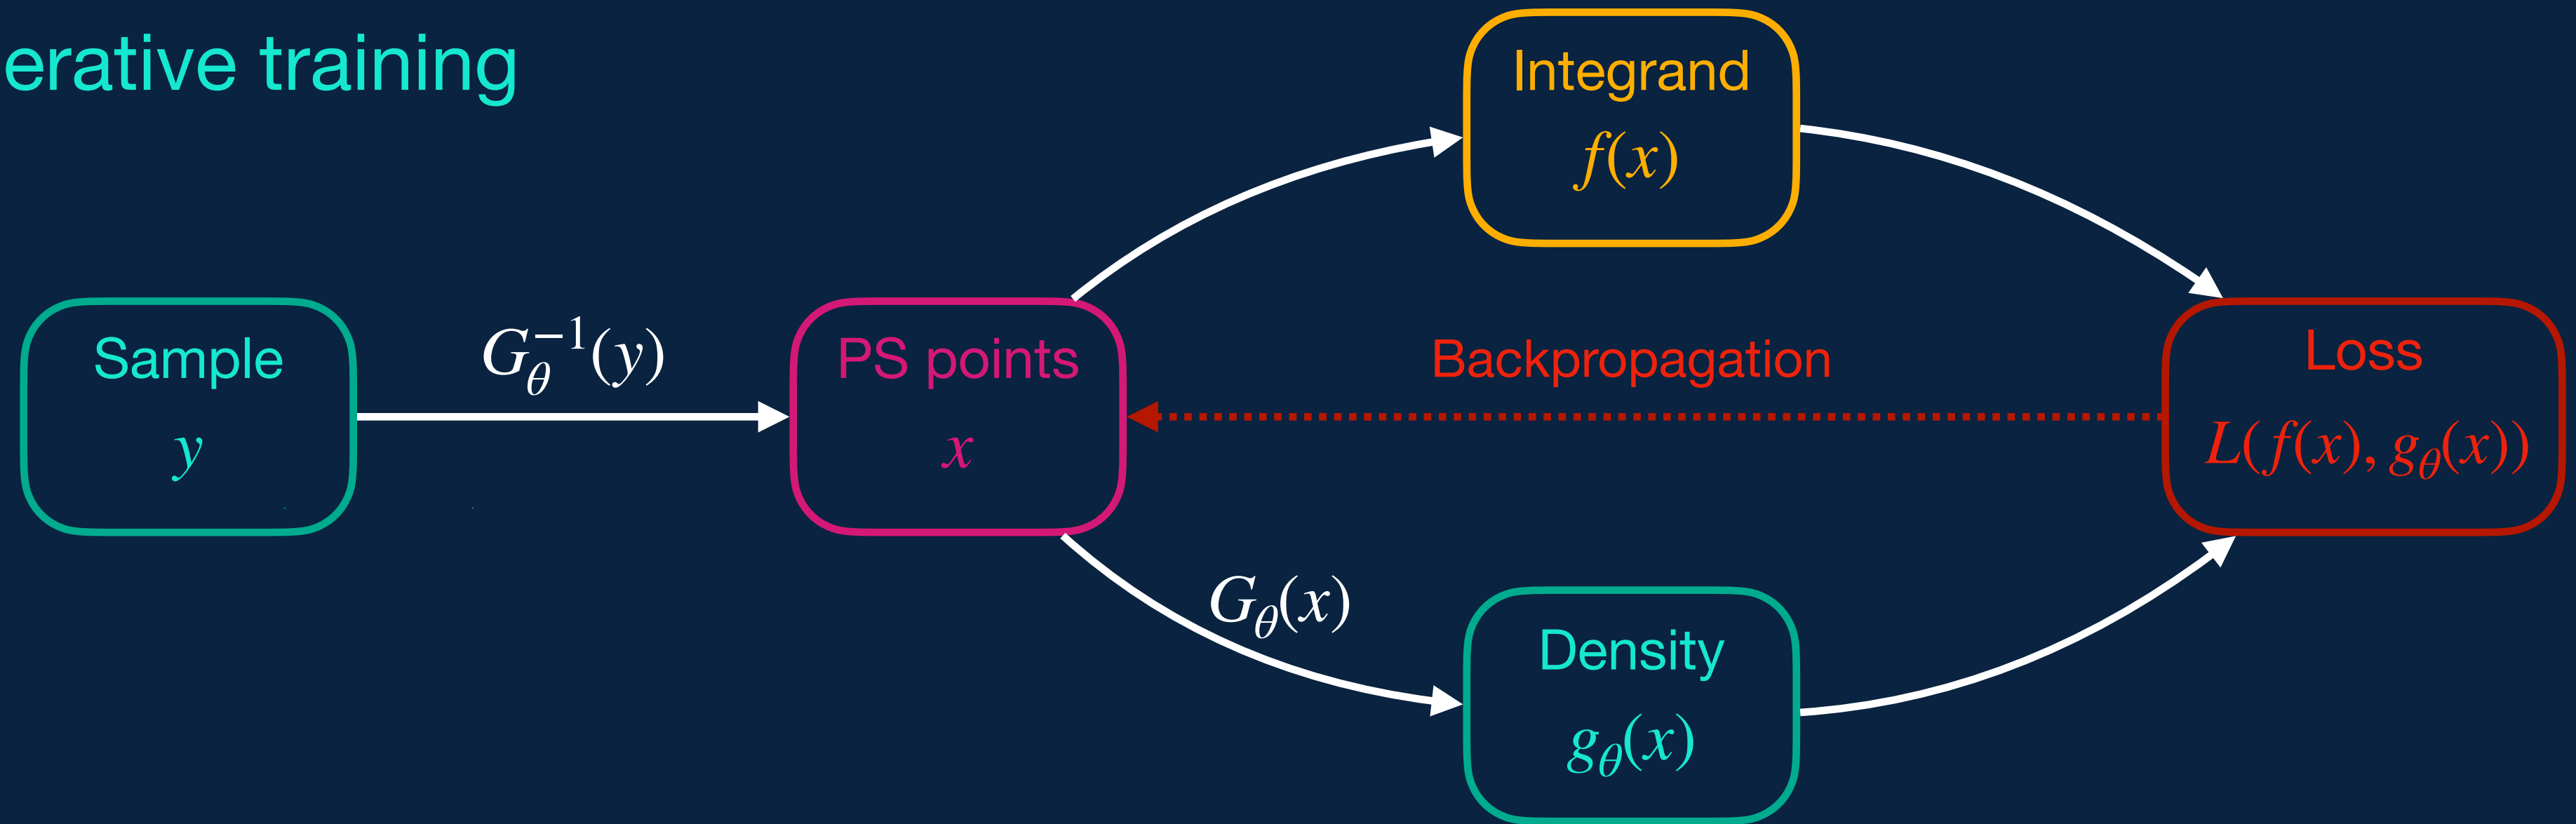 erative training
Integrand
f(x)
Sample
y
G_θ^{-1}(y)
PS points
x
Backpropagation
Loss
L(f(x), g_θ(x))
G_θ(x)
Density
g_θ(x)